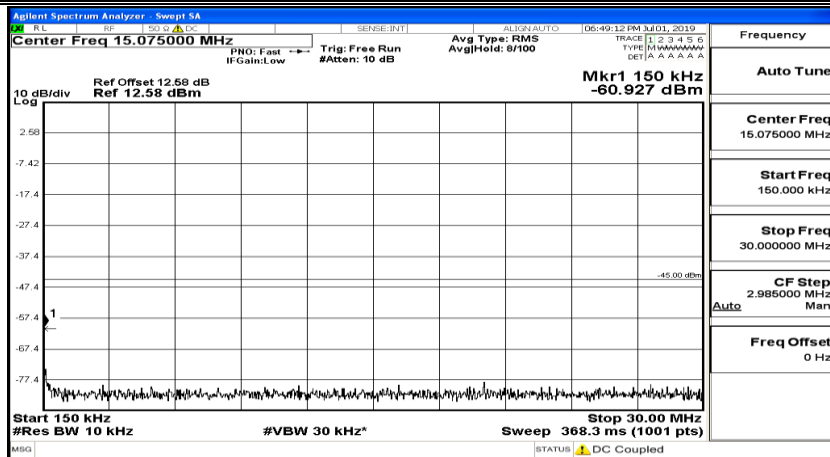 Agilent Spectrum Analyzer - Swept SA
LXI RL RF 50 Ω DC SENSE:INT ALIGN AUTO 06:49:12 PM Jul 01, 2019
Center Freq 15.075000 MHz
PNO: Fast
IFGain:Low
Trig: Free Run
#Atten: 10 dB
Avg Type: RMS
Avg|Hold: 8/100
TRACE 1 2 3 4 5 6
TYPE M WWWWW
DET A A A A A A
Ref Offset 12.58 dB
Ref 12.58 dBm
10 dB/div
Log
Mkr1 150 kHz
-60.927 dBm
2.58
-7.42
-17.4
-27.4
-37.4
-45.00 dBm
-47.4
-57.4
1
-67.4
-77.4
Start 150 kHz
Stop 30.00 MHz
#Res BW 10 kHz
#VBW 30 kHz*
Sweep 368.3 ms (1001 pts)
MSG
STATUS DC Coupled
Frequency
Auto Tune
Center Freq
15.075000 MHz
Start Freq
150.000 kHz
Stop Freq
30.000000 MHz
CF Step
2.985000 MHz
Auto Man
Freq Offset
0 Hz